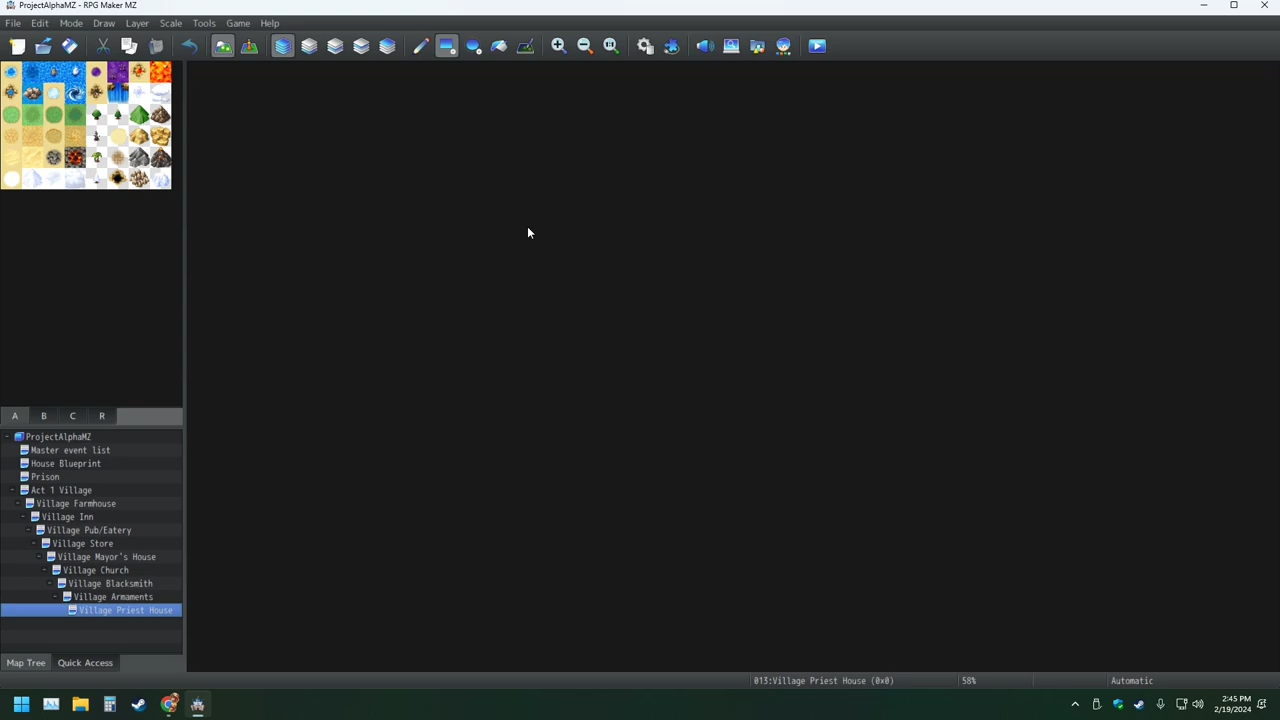 ProjectAlphaMZ - RPG Maker MZ
File Edit Mode Draw Layer Scale Tools Game Help
A B C R
ProjectAlphaMZ
Master event list
House Blueprint
Prison
Act 1 Village
Village Farmhouse
Village Inn
Village Pub/Eatery
Village Store
Village Mayor's House
Village Church
Village Blacksmith
Village Armaments
Village Priest House
Map Tree Quick Access
013:Village Priest House (0x0) 58% Automatic
2:45 PM
2/19/2024